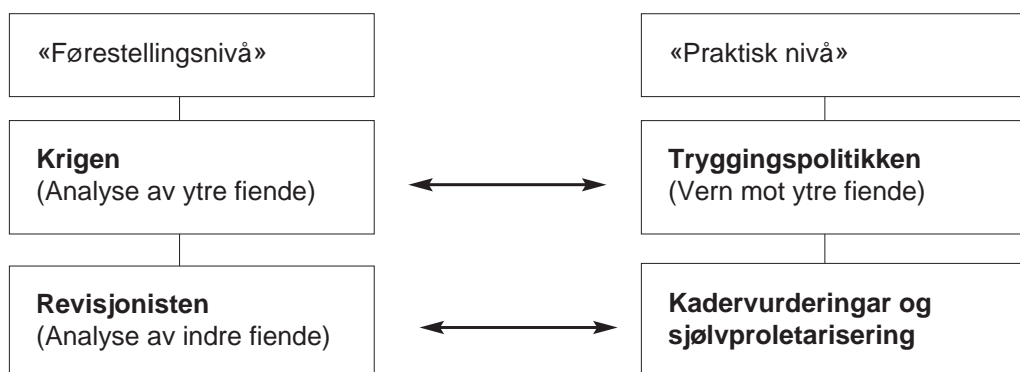 «Førestellingsnivå»
«Praktisk nivå»
Krigen
(Analyse av ytre fiende)
Tryggingspolitikken
(Vern mot ytre fiende)
Revisjonisten
(Analyse av indre fiende)
Kadervurderingar og
sjølvproletarisering